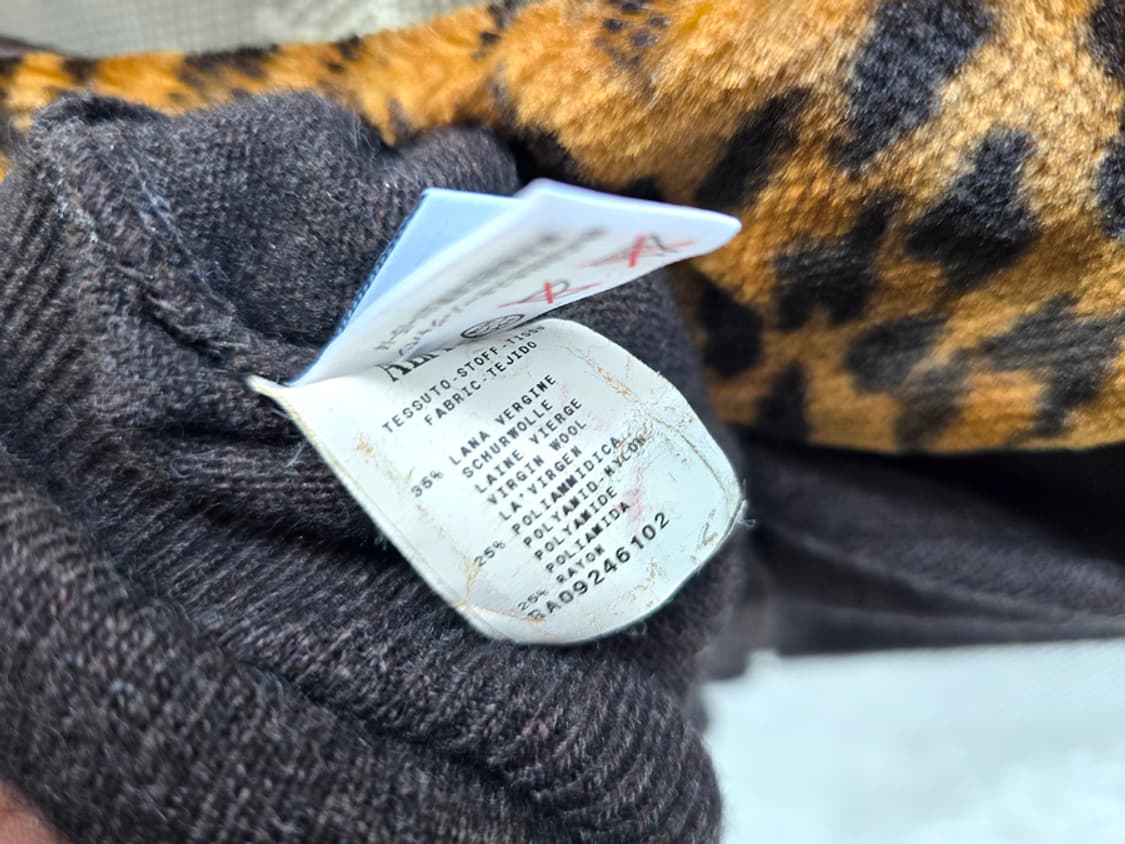 TESSUTO-STOFF-TISSU
FABRIC-TEJIDO
35% LANA VERGINE
SCHURWOLLE
LAINE VIERGE
VIRGIN WOOL
LA'VIRGEN
25% POLIAMMIDICA
POLYAMID-NYLON
POLYAMIDE
POLIAMIDA
25% RAYON
RA09246102